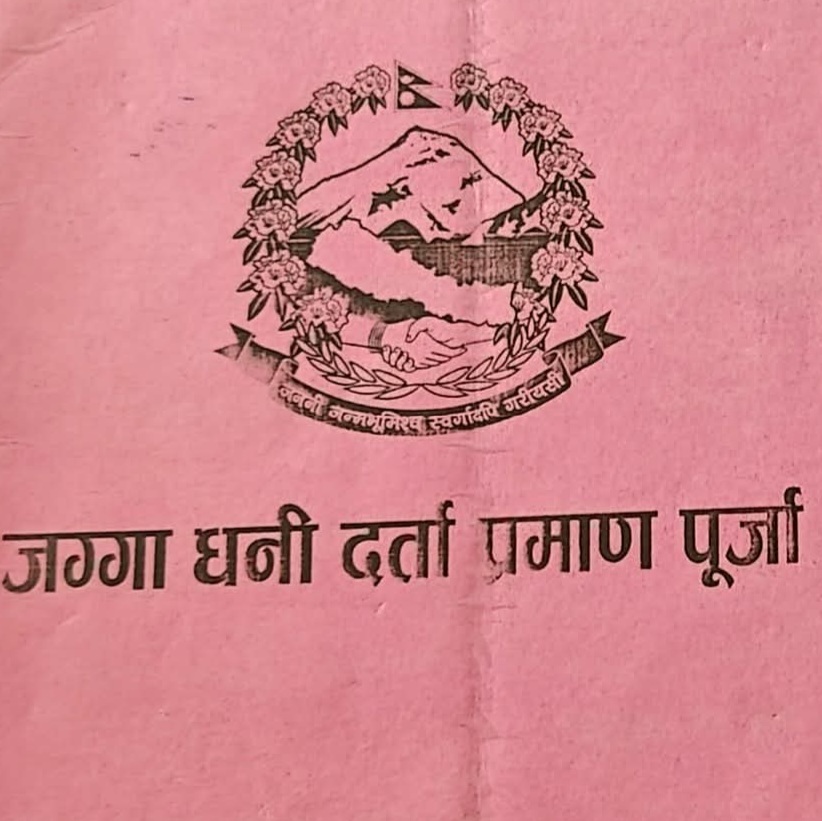 जननी जन्मभूमिश्च स्वर्गादपि गरीयसी
जग्गा धनी दर्ता प्रमाण पूर्जा